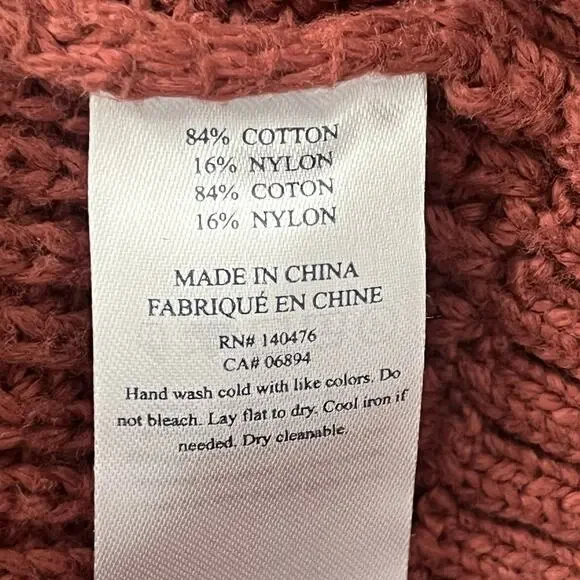 84% COTTON
16% NYLON
84% COTON
16% NYLON
MADE IN CHINA
FABRIQUÉ EN CHINE
RN# 140476
CA# 06894
Hand wash cold with like colors. Do
not bleach. Lay flat to dry. Cool iron if
needed. Dry cleanable.